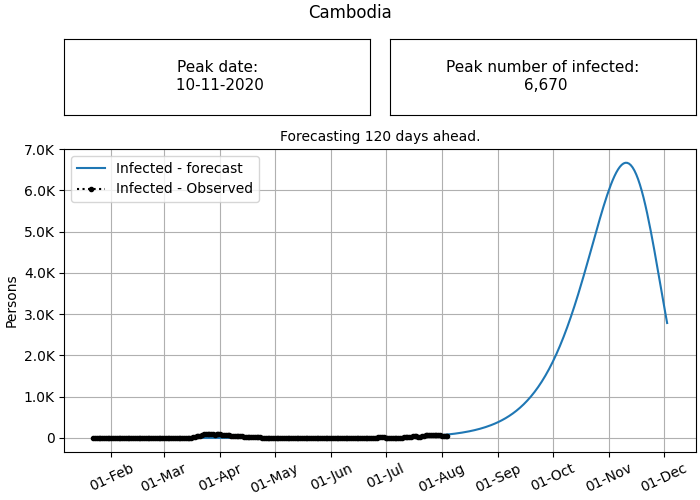 Cambodia
Peak date:
10-11-2020
Peak number of infected:
6,670
Forecasting 120 days ahead.
Infected - forecast
Infected - Observed
7.0K
6.0K
5.0K
4.0K
3.0K
2.0K
1.0K
0
Persons
01-Feb
01-Mar
01-Apr
01-May
01-Jun
01-Jul
01-Aug
01-Sep
01-Oct
01-Nov
01-Dec